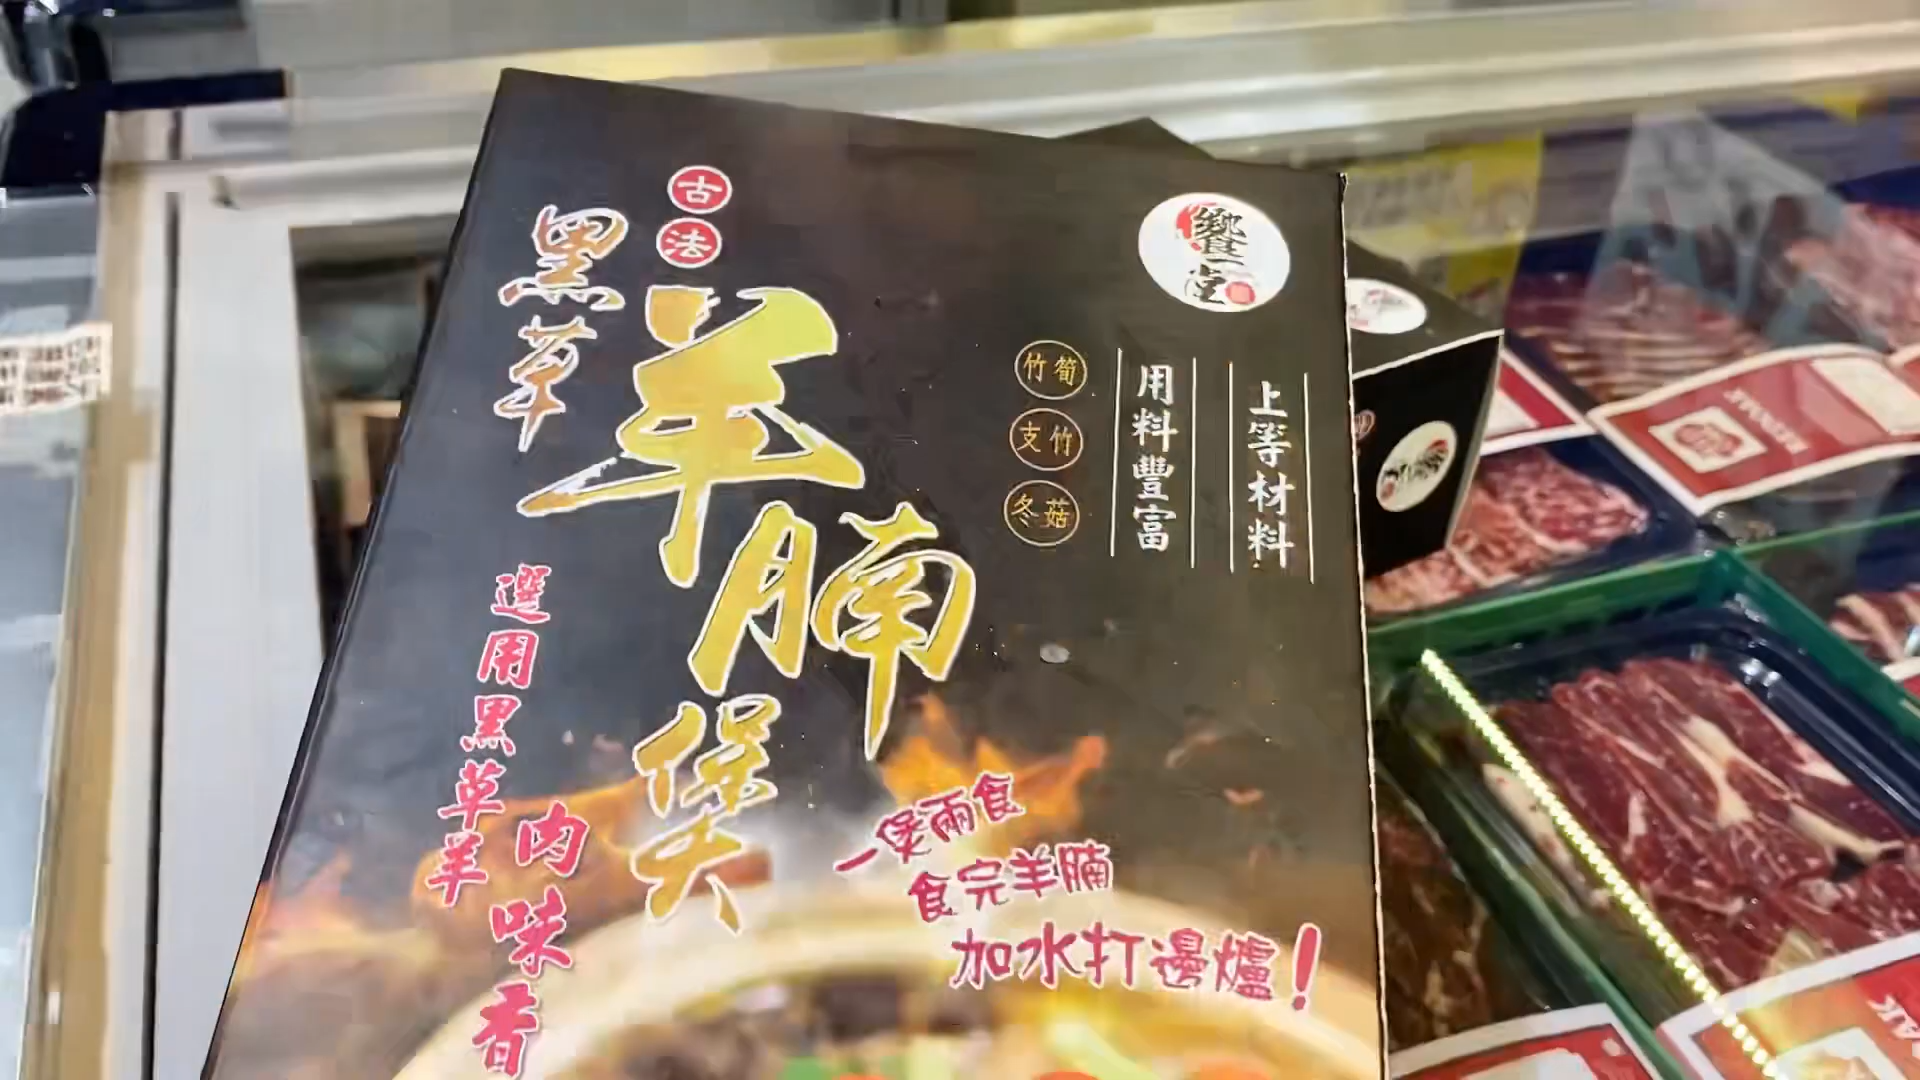 古法
黑草
羊腩煲
選用黑草羊
肉味香
饗堂
竹筍
支竹
冬菇
用料豐富
上等材料
一煲兩食
食完羊腩
加水打邊爐！